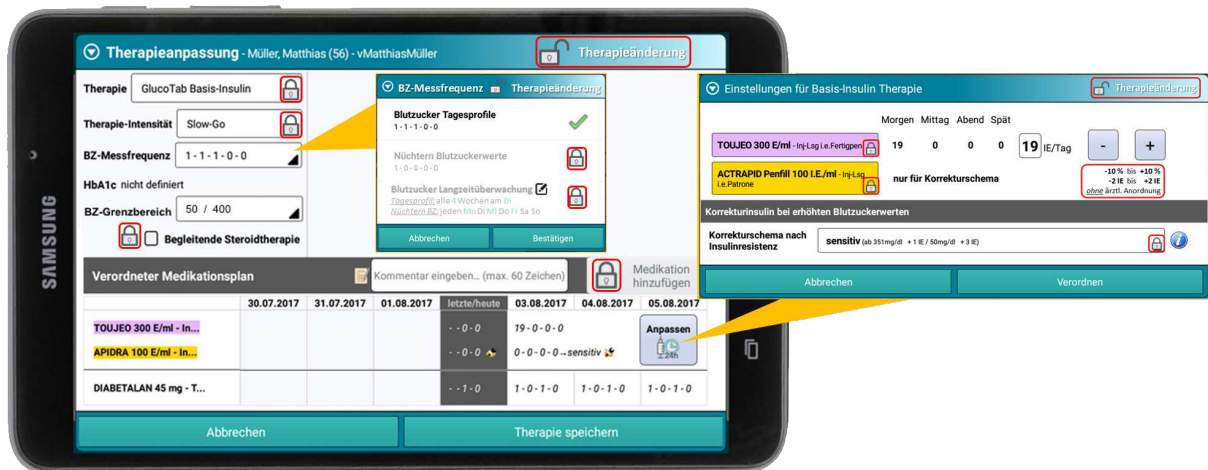 SAMSUNG
Therapieanpassung - Müller, Matthias (56) - vMatthiasMüller
Therapieänderung
Therapie GlucoTab Basis-Insulin
Therapie-Intensität Slow-Go
BZ-Messfrequenz 1 - 1 - 1 - 0 - 0
HbA1c nicht definiert
BZ-Grenzbereich 50 / 400
Begleitende Steroidtherapie
Verordneter Medikationsplan Kommentar eingeben... (max. 60 Zeichen) Medikation
hinzufügen
30.07.2017 31.07.2017 01.08.2017 letzte/heute 03.08.2017 04.08.2017 05.08.2017
TOUJEO 300 E/ml - In... - - 0 - 0 19 - 0 - 0 - 0 Anpassen
24h
APIDRA 100 E/ml - In... - - 0 - 0 0 - 0 - 0 - 0 → sensitiv
DIABETALAN 45 mg - T... - - 1 - 0 1 - 0 - 1 - 0 1 - 0 - 1 - 0 1 - 0 - 1 - 0
Abbrechen Therapie speichern
BZ-Messfrequenz Therapieänderung
Blutzucker Tagesprofile
1 - 1 - 1 - 0 - 0
Nüchtern Blutzuckerwerte
1 - 0 - 0 - 0 - 0
Blutzucker Langzeitüberwachung
Tagesprofil: alle 4 Wochen am Di
Nüchtern BZ: jeden Mo Di Mi Do Fr Sa So
Abbrechen Bestätigen
Einstellungen für Basis-Insulin Therapie Therapieänderung
Morgen Mittag Abend Spät
TOUJEO 300 E/ml - Inj-Lsg i.e.Fertigpen 19 0 0 0 19 IE/Tag - +
ACTRAPID Penfill 100 I.E./ml - Inj-Lsg
i.e.Patrone
nur für Korrekturschema
-10 % bis +10 %
-2 IE bis +2 IE
ohne ärztl. Anordnung
Korrekturinsulin bei erhöhten Blutzuckerwerten
Korrekturschema nach
Insulinresistenz
sensitiv (ab 351mg/dl + 1 IE / 50mg/dl + 3 IE)
Abbrechen Verordnen